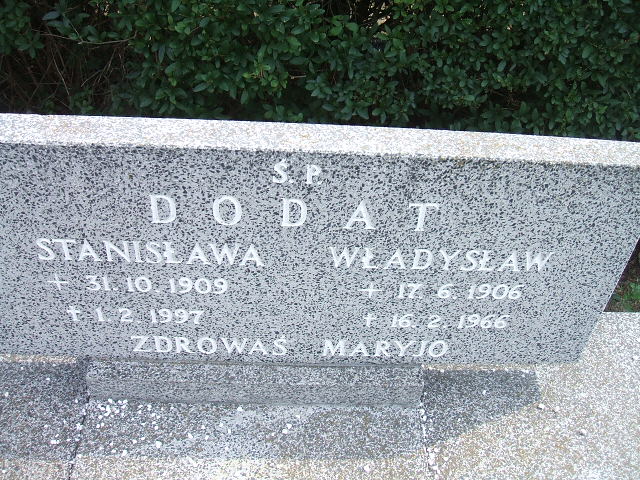 Ś. P.
DODAT
STANISŁAWA WŁADYSŁAW
+ 31. 10. 1909 + 17. 6. 1906
✝ 1. 2. 1997 ✝ 16. 2. 1966
ZDROWAŚ MARYJO